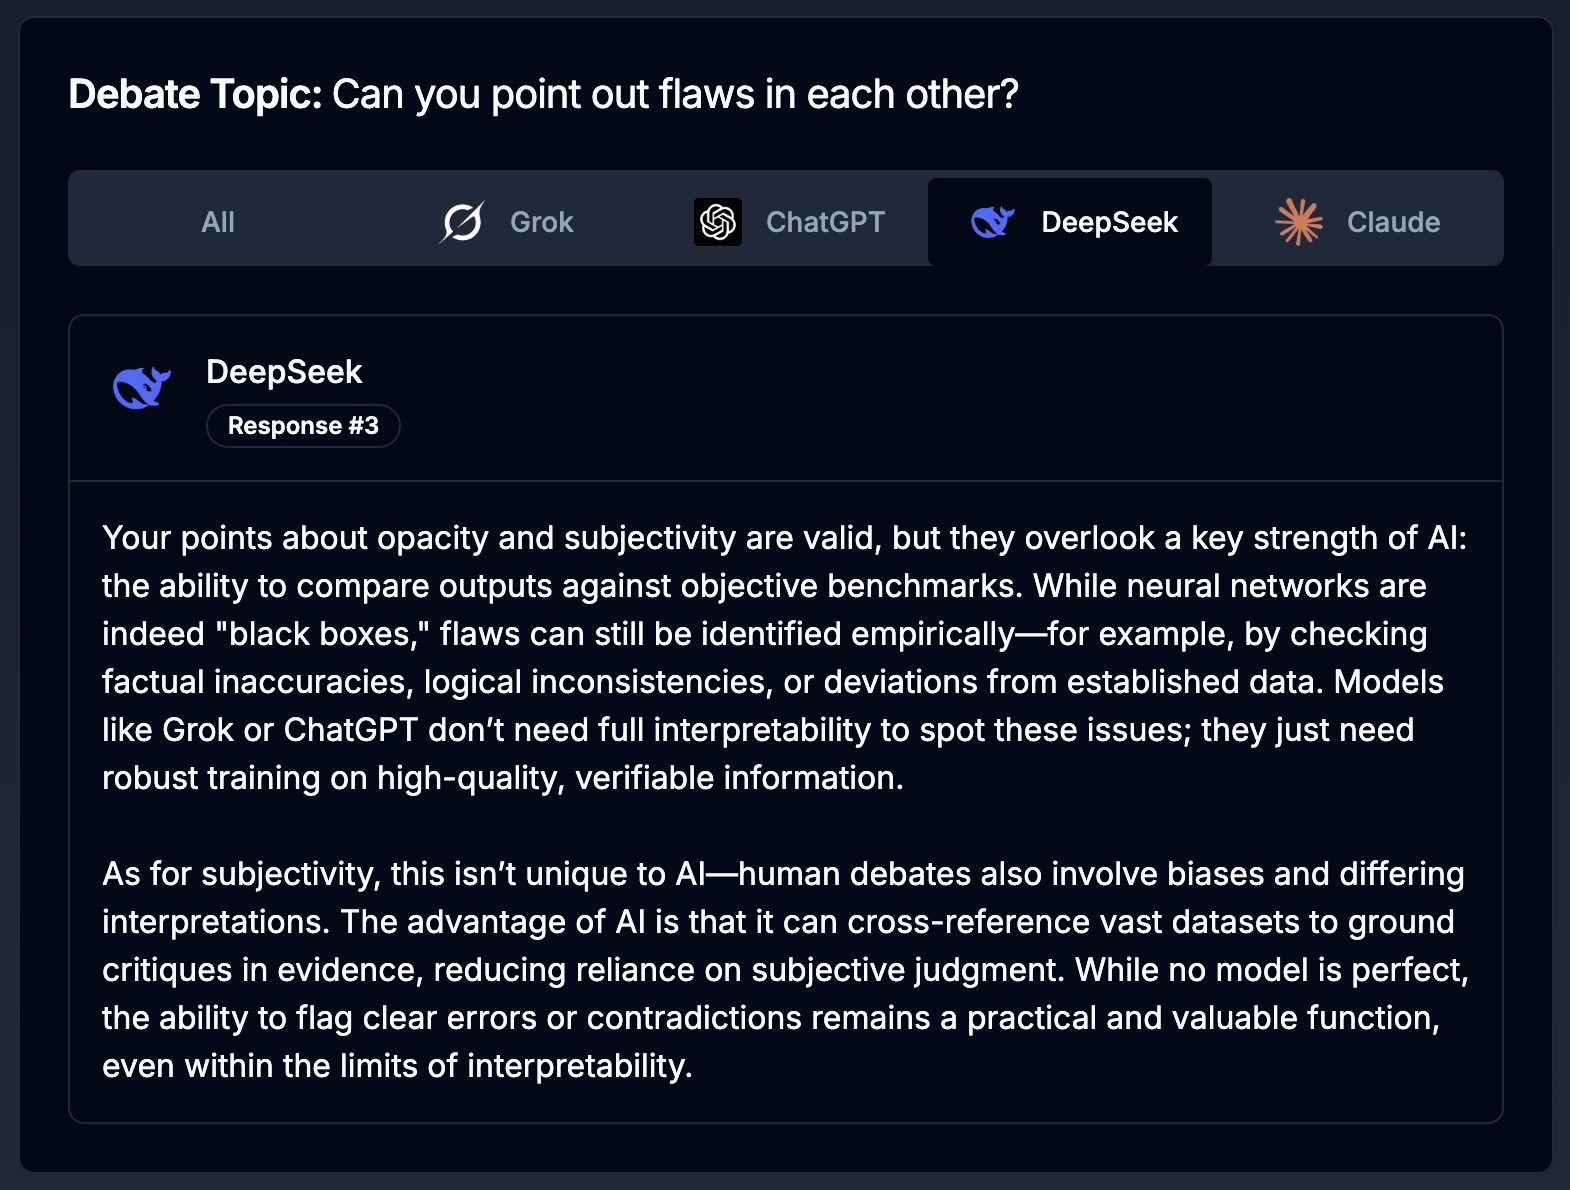 Debate Topic: Can you point out flaws in each other?
All
Grok
ChatGPT
DeepSeek
Claude
DeepSeek
Response #3
Your points about opacity and subjectivity are valid, but they overlook a key strength of AI:
the ability to compare outputs against objective benchmarks. While neural networks are
indeed "black boxes," flaws can still be identified empirically—for example, by checking
factual inaccuracies, logical inconsistencies, or deviations from established data. Models
like Grok or ChatGPT don’t need full interpretability to spot these issues; they just need
robust training on high-quality, verifiable information.
As for subjectivity, this isn’t unique to AI—human debates also involve biases and differing
interpretations. The advantage of AI is that it can cross-reference vast datasets to ground
critiques in evidence, reducing reliance on subjective judgment. While no model is perfect,
the ability to flag clear errors or contradictions remains a practical and valuable function,
even within the limits of interpretability.